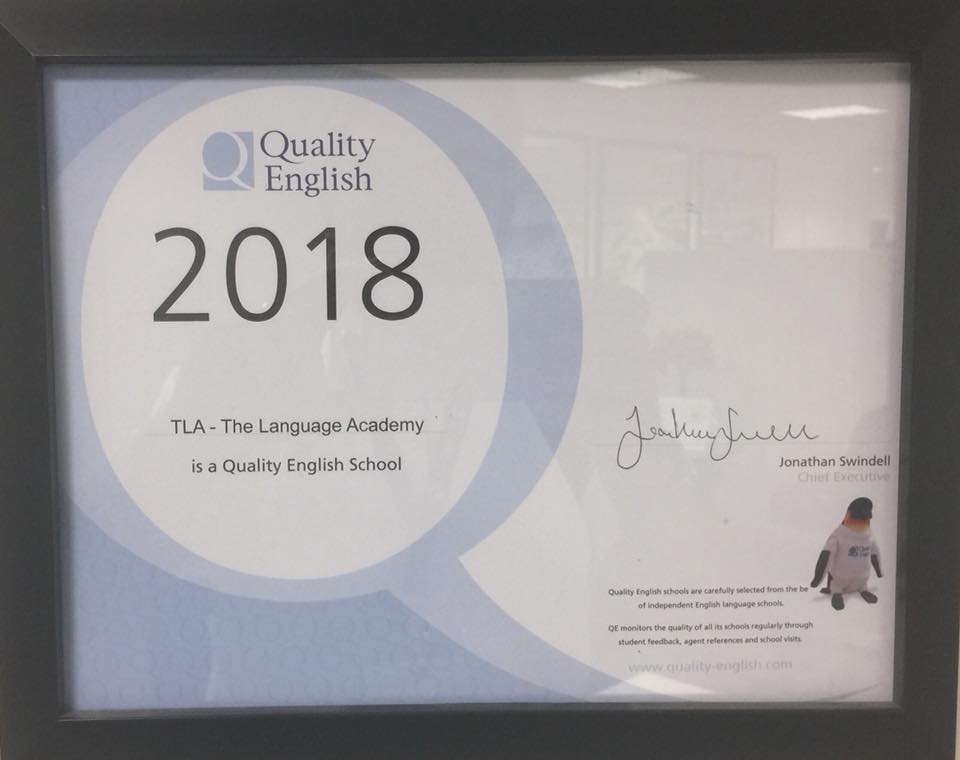 Quality
English
2018
TLA - The Language Academy
is a Quality English School
Jonathan Swindell
Chief Executive
Quality English schools are carefully selected from the be
of independent English language schools.
QE monitors the quality of all its schools regularly through
student feedback, agent references and school visits.
www.quality-english.com